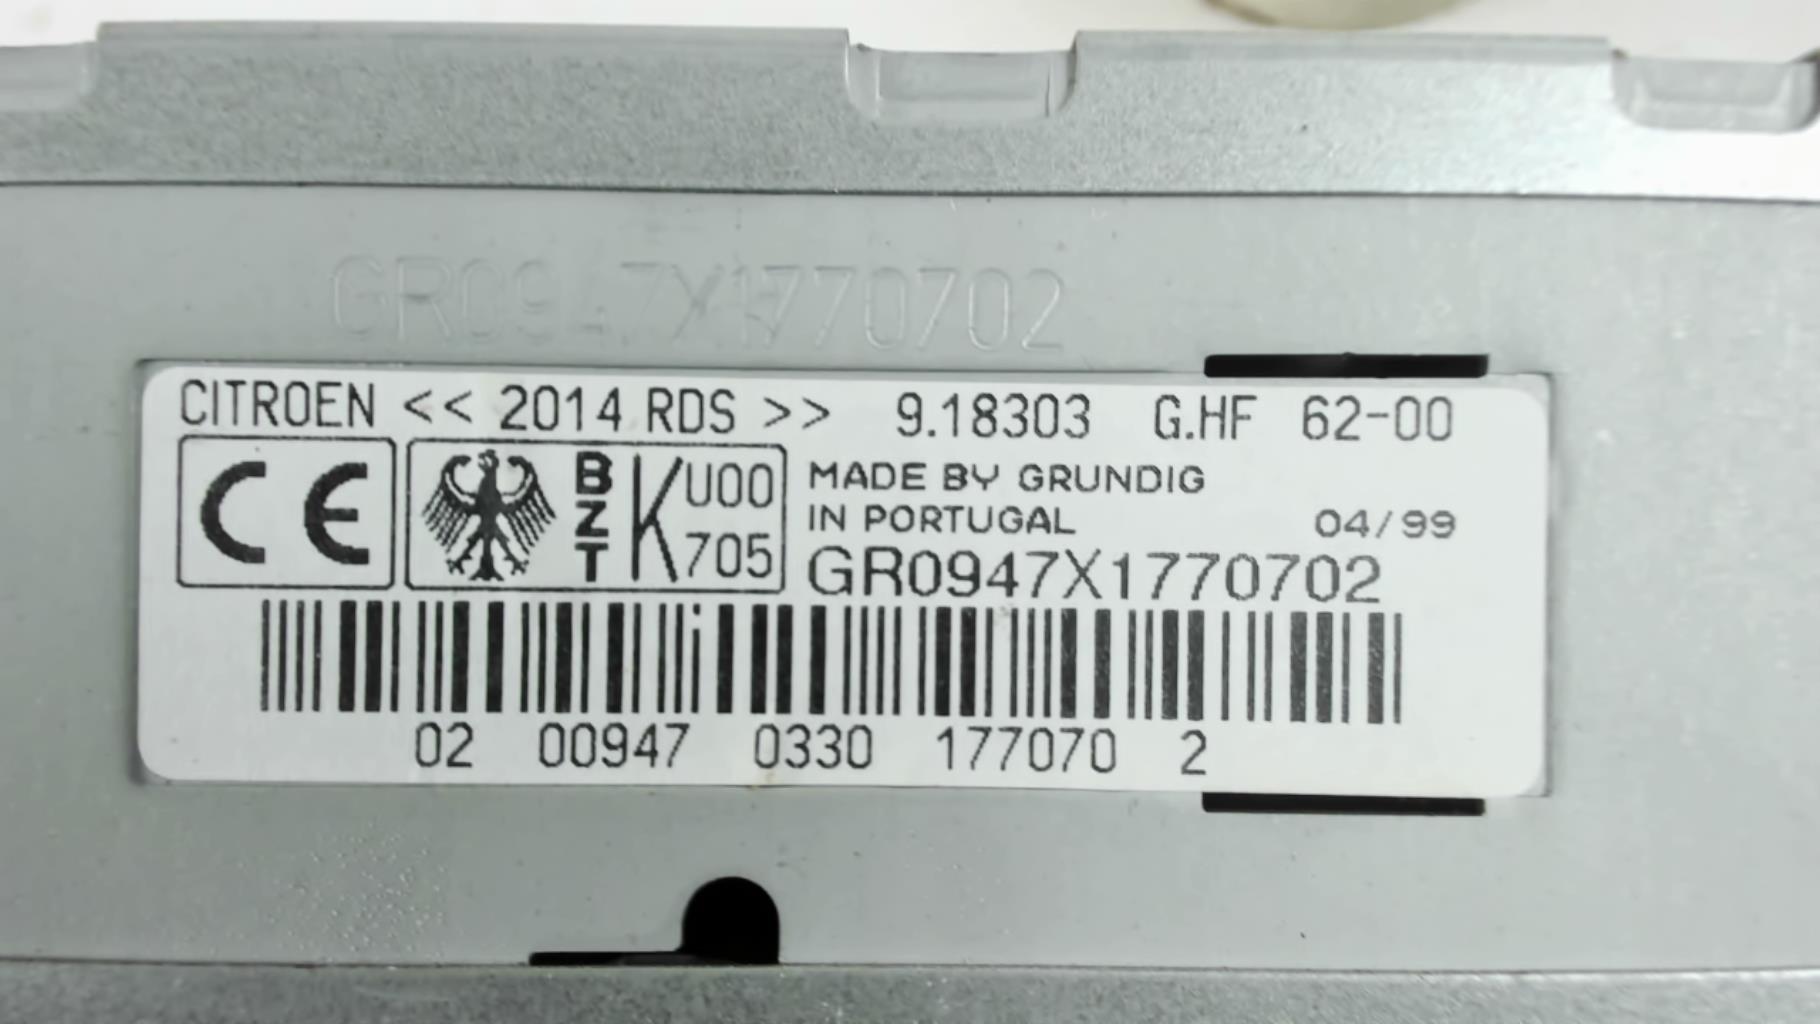 GR0947X1770702
CITROEN << 2014 RDS >> 9.18303 G.HF 62-00
CE BZT K U00 705
MADE BY GRUNDIG
IN PORTUGAL 04/99
GR0947X1770702
02 00947 0330 177070 2